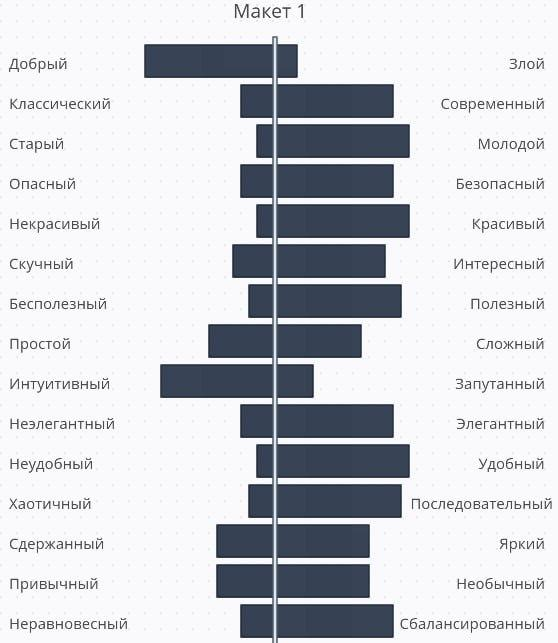 Макет 1
Добрый Злой
Классический Современный
Старый Молодой
Опасный Безопасный
Некрасивый Красивый
Скучный Интересный
Бесполезный Полезный
Простой Сложный
Интуитивный Запутанный
Неэлегантный Элегантный
Неудобный Удобный
Хаотичный Последовательный
Сдержанный Яркий
Привычный Необычный
Неравновесный Сбалансированный